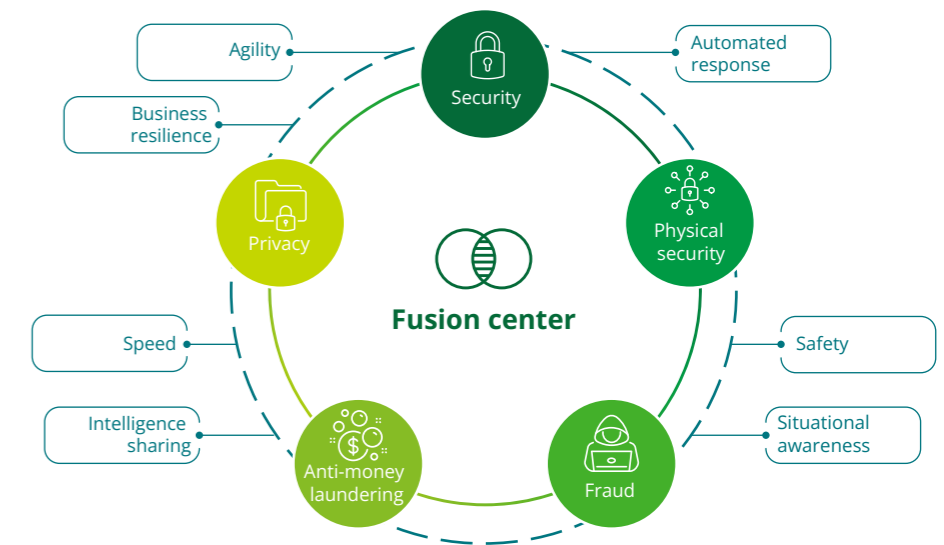 Agility
Automated
response
Security
Business
resilience
Privacy
Physical
security
Fusion center
Speed
Safety
Intelligence
sharing
Situational
awareness
$
Anti-money
laundering
Fraud